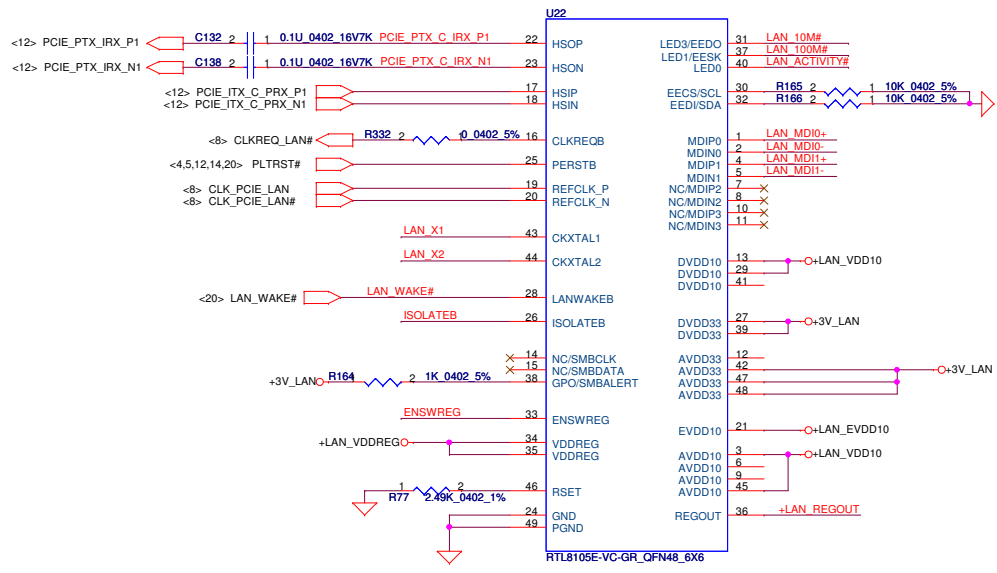 U22
<12> PCIE_PTX_IRX_P1 C132 2 1 0.1U_0402_16V7K PCIE_PTX_C_IRX_P1 22 HSOP LED3/EEDO 31 LAN_10M#
LED1/EESK 37 LAN_100M#
<12> PCIE_PTX_IRX_N1 C138 2 1 0.1U_0402_16V7K PCIE_PTX_C_IRX_N1 23 HSON LED0 40 LAN_ACTIVITY#
<12> PCIE_ITX_C_PRX_P1 17 HSIP EECS/SCL 30 R165 2 1 10K_0402_5%
<12> PCIE_ITX_C_PRX_N1 18 HSIN EEDI/SDA 32 R166 2 1 10K_0402_5%
<8> CLKREQ_LAN# R332 2 1 0_0402_5% 16 CLKREQB MDIP0 1 LAN_MDI0+
MDIN0 2 LAN_MDI0-
<4,5,12,14,20> PLTRST# 25 PERSTB MDIP1 4 LAN_MDI1+
MDIN1 5 LAN_MDI1-
<8> CLK_PCIE_LAN 19 REFCLK_P NC/MDIP2 7
<8> CLK_PCIE_LAN# 20 REFCLK_N NC/MDIN2 8
NC/MDIP3 10
NC/MDIN3 11
LAN_X1 43 CKXTAL1
LAN_X2 44 CKXTAL2 DVDD10 13 +LAN_VDD10
DVDD10 29
DVDD10 41
<20> LAN_WAKE# LAN_WAKE# 28 LANWAKEB
ISOLATEB 26 ISOLATEB DVDD33 27 +3V_LAN
DVDD33 39
14 NC/SMBCLK AVDD33 12
15 NC/SMBDATA AVDD33 42 +3V_LAN
+3V_LAN R164 1 2 1K_0402_5% 38 GPO/SMBALERT AVDD33 47
AVDD33 48
ENSWREG 33 ENSWREG
EVDD10 21 +LAN_EVDD10
+LAN_VDDREG 34 VDDREG
35 VDDREG AVDD10 3 +LAN_VDD10
AVDD10 6
AVDD10 9
R77 1 2 2.49K_0402_1% 46 RSET AVDD10 45
24 GND REGOUT 36 +LAN_REGOUT
49 PGND
RTL8105E-VC-GR_QFN48_6X6